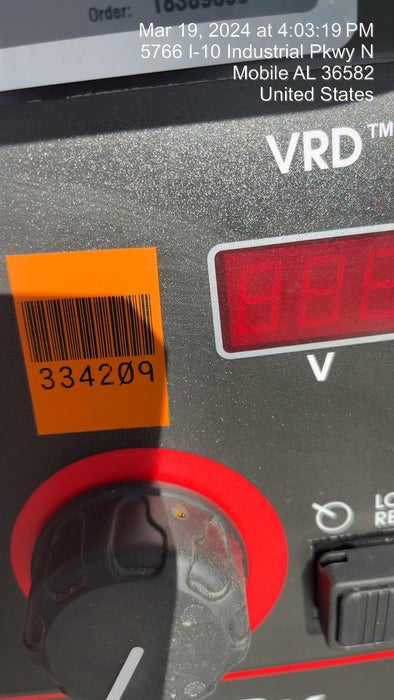 Order:
Mar 19, 2024 at 4:03:19 PM
5766 I-10 Industrial Pkwy N
Mobile AL 36582
United States
VRD™
334209
V